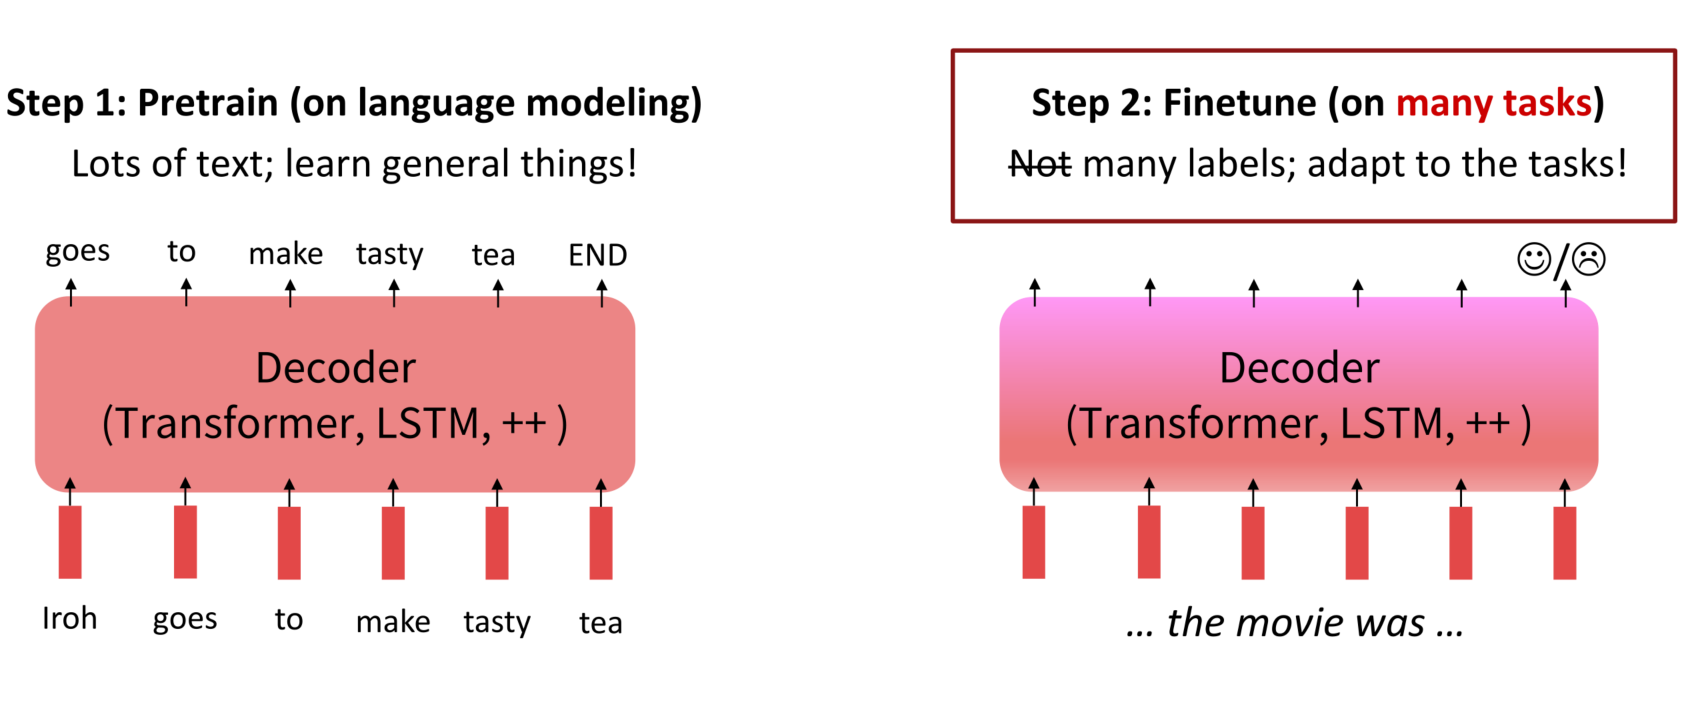 Step 1: Pretrain (on language modeling)
Lots of text; learn general things!
goes to make tasty tea END
Decoder
(Transformer, LSTM, ++ )
Iroh goes to make tasty tea
Step 2: Finetune (on many tasks)
Not many labels; adapt to the tasks!
☺/☹
Decoder
(Transformer, LSTM, ++ )
... the movie was ...